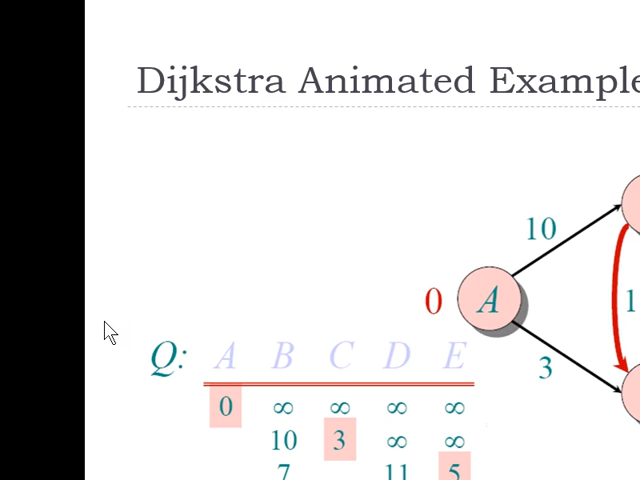 Dijkstra Animated Example
10
0 A 1
3
Q: A B C D E
0 ∞ ∞ ∞ ∞
10 3 ∞ ∞
7 11 5